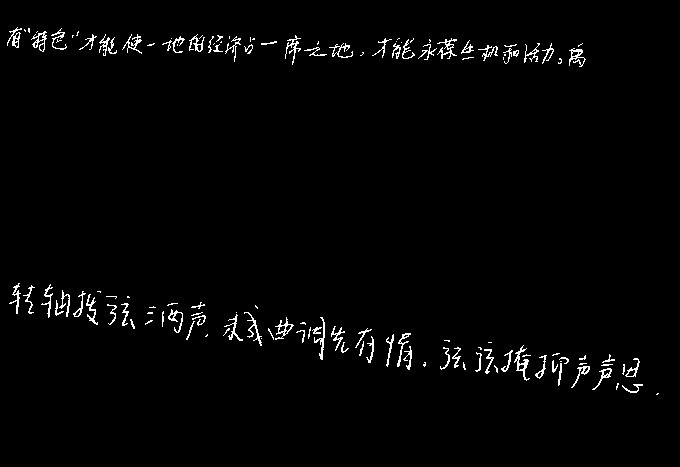 有"特色"才能使一地的经济占一席之地,才能永葆生机和活力。离
转轴拨弦三两声.未成曲调先有情.弦弦掩抑声声思.